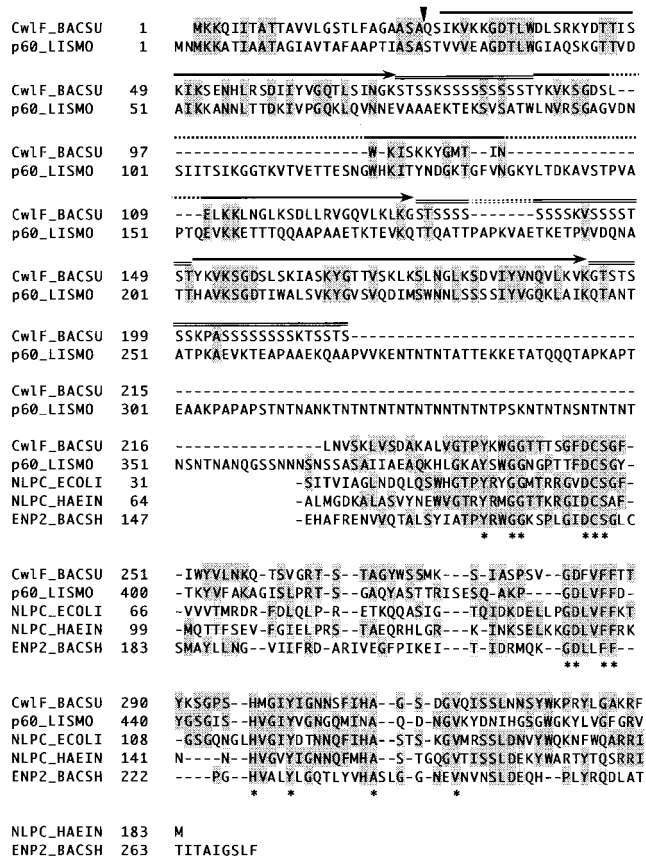 CwlF_BACSU 1 --MKKQIITATTAVVLGSTLFAGAASAQSIKVKKGDTLWDLSRKYDTTIS
p60_LISMO 1 MNMKKATIAATAGIAVTAFAAPTIASASTVVVEAGDTLWGIAQSKGTTVD
CwlF_BACSU 49 KIKSENHLRSDIIYVGQTLSINGKSTSSKSSSSSSSSSTYKVKSGDSL--
p60_LISMO 51 AIKKANNLTTDKIVPGQKLQVNNEVAAAEKTEKSVSATWLNVRSGAGVDN
CwlF_BACSU 97 --------------------W-KISKKYGMT--IN---------------
p60_LISMO 101 SIITSIKGGTKVTVETTESNGWHKITYNDGKTGFVNGKYLTDKAVSTPVA
CwlF_BACSU 109 ---ELKKLNGLKSDLLRVGQVLKLKGSTSSSS-------SSSSKVSSSST
p60_LISMO 151 PTQEVKKETTTQQAAPAAETKTEVKQTTQATTPAPKVAETKETPVVDQNA
CwlF_BACSU 149 STYKVKSGDSLSKIASKYGTTVSKLKSLNGLKSDVIYVNQVLKVKGTSTS
p60_LISMO 201 TTHAVKSGDTIWALSVKYGVSVQDIMSWNNLSSSSIYVGQKLAIKQTANT
CwlF_BACSU 199 SSKPASSSSSSSSKTSSTS-------------------------------
p60_LISMO 251 ATPKAEVKTEAPAAEKQAAPVVKENTNTNTATTEKKETATQQQTAPKAPT
CwlF_BACSU 215 --------------------------------------------------
p60_LISMO 301 EAAKPAPAPSTNTNANKTNTNTNTNTNTNNTNTNTNTPSKNTNTNSNTNTNT
CwlF_BACSU 216 ------------------LNVSKLVSDAKALVGTPYKWGGTTTSGFDCSGF-
p60_LISMO 351 NSNTNANQGSSNNNSNSSASAIIAEAQKHLGKAYSWGGNGPTTFDCSGY-
NLPC_ECOLI 31 -SITVIAGLNDQLQSWHGTPYRYGGMTRRGVDCSGF-
NLPC_HAEIN 64 -ALMGDKALASVYNEWVGTRYRMGGTTKRGIDCSAF-
ENP2_BACSH 147 -EHAFRENVVQTALSYIATPYRWGGKSPLGIDCSGLC
* ** ***
CwlF_BACSU 251 -IWYVLNKQ-TSVGRT-S--TAGYWSSMK---S-IASPSV--GDFVFFTT
p60_LISMO 400 -TKYVFAKAGISLPRT-S--GAQYASTTRISESQ-AKP----GDLVFFD-
NLPC_ECOLI 66 -VVVTMRDR-FDLQLP-R--ETKQQASIG--TQIDKDELLPGDLVFFKT
NLPC_HAEIN 99 -MQTTFSEV-FGIELPRS--TAEQRHLGR---K-INKSELKKGDLLFFRK
ENP2_BACSH 183 SMAYLLNG--VIIFRD-ARIVEGFPIKEI---T-IDRMQK--GDLLFF--
** **
CwlF_BACSU 290 YKSGPS--HMGIYIGNNSFIHA-G-S-DGVQISSLNNSYWKPRYLGAKRF
p60_LISMO 440 YGSGIS--HVGIYVGNGQMINA-Q-D-NGVKYDNIHGSGWGKYLVGFGRV
NLPC_ECOLI 108 -GSGQNGLHVGIYDTNNQFIHA-STS-KGVMRSSLDNVYWQKNFWQARRI
NLPC_HAEIN 141 N----N--HVGVYIGNNQFMHA-STGQGVTISSLDEKYWARTYTQSRRI
ENP2_BACSH 222 ---PG--HVALYLGQTLYVHASLG-G-NEVNVNSLDEQH--PLYRQDLAT
* * * *
NLPC_HAEIN 183 M
ENP2_BACSH 263 TITAIGSLF